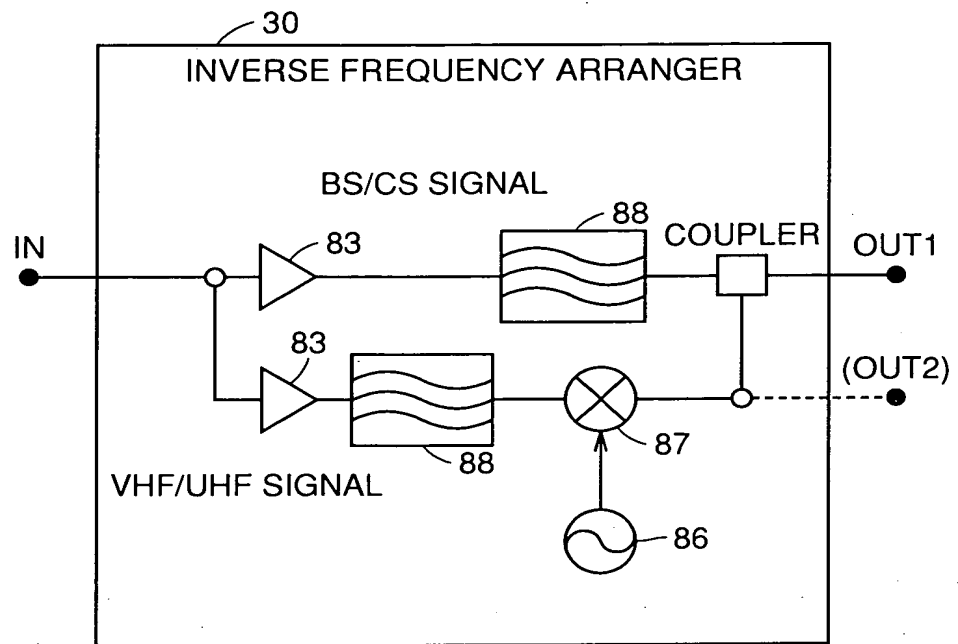 30
INVERSE FREQUENCY ARRANGER
BS/CS SIGNAL
88
COUPLER
IN
83
OUT1
83
(OUT2)
88
87
VHF/UHF SIGNAL
86